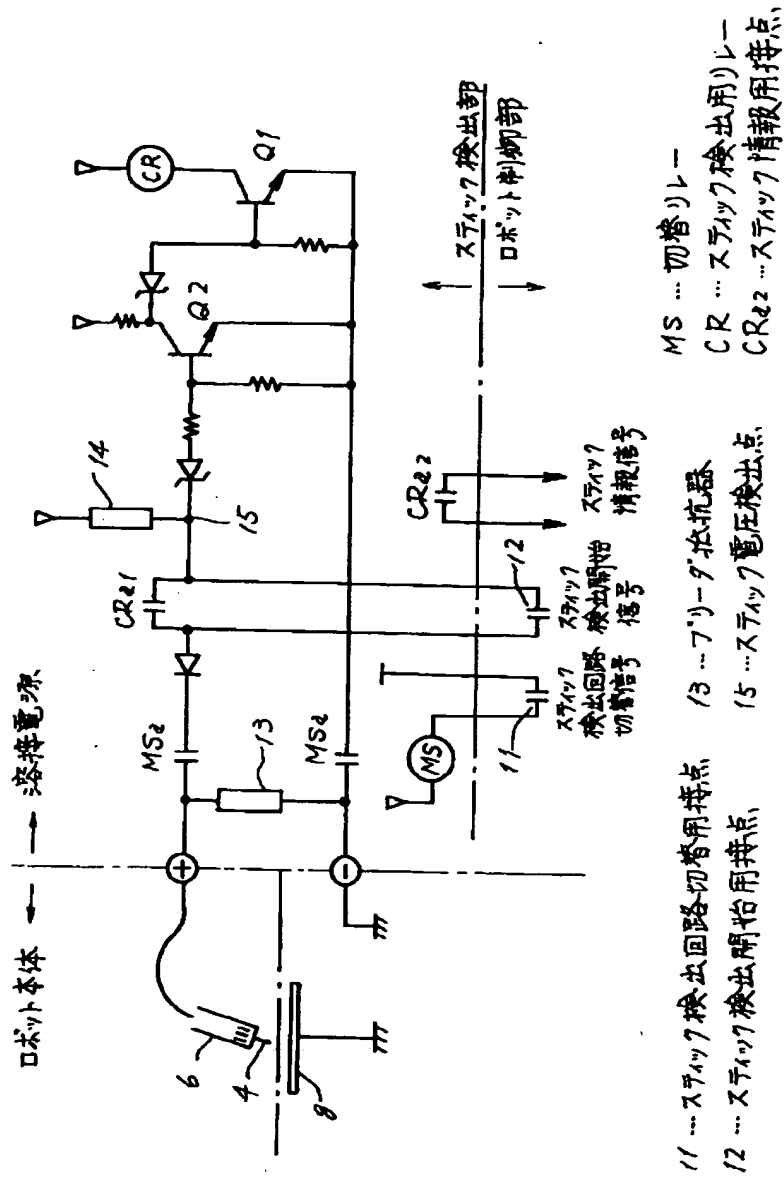 ロボット本体 ← → 溶接電源
6
4
8
+
-
13
MSa
MSa
CRa1
14
15
Q2
Q1
CR
MS
11
12
CRa2
スティック
検出回路
切替信号
スティック
検出開始
信号
スティック
情報信号
スティック検出部
ロボット制御部
11…スティック検出回路切替用接点
12…スティック検出開始用接点
13…ブリーダ抵抗器
15…スティック電圧検出点
MS…切替リレー
CR…スティック検出用リレー
CRa2…スティック情報用接点